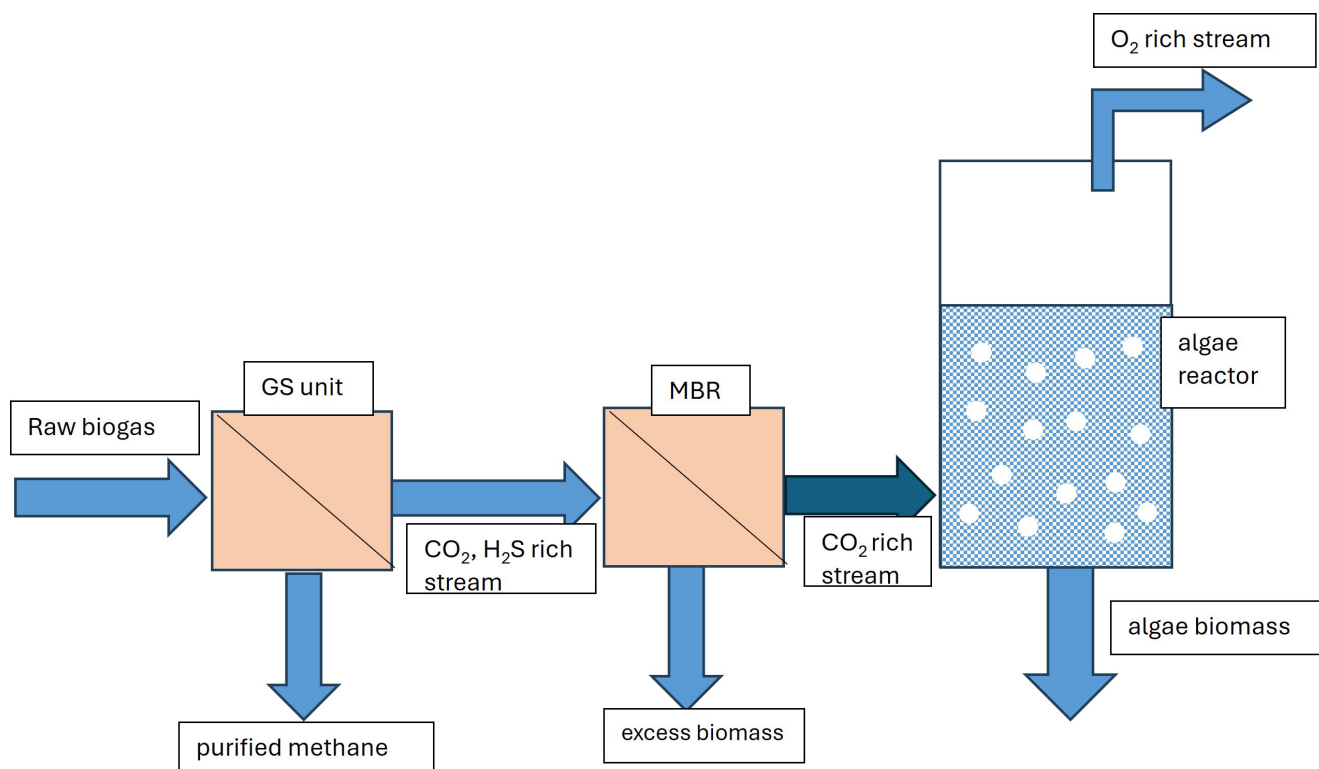 O₂ rich stream
algae
reactor
GS unit
MBR
Raw biogas
CO₂, H₂S rich
stream
CO₂ rich
stream
algae biomass
purified methane
excess biomass